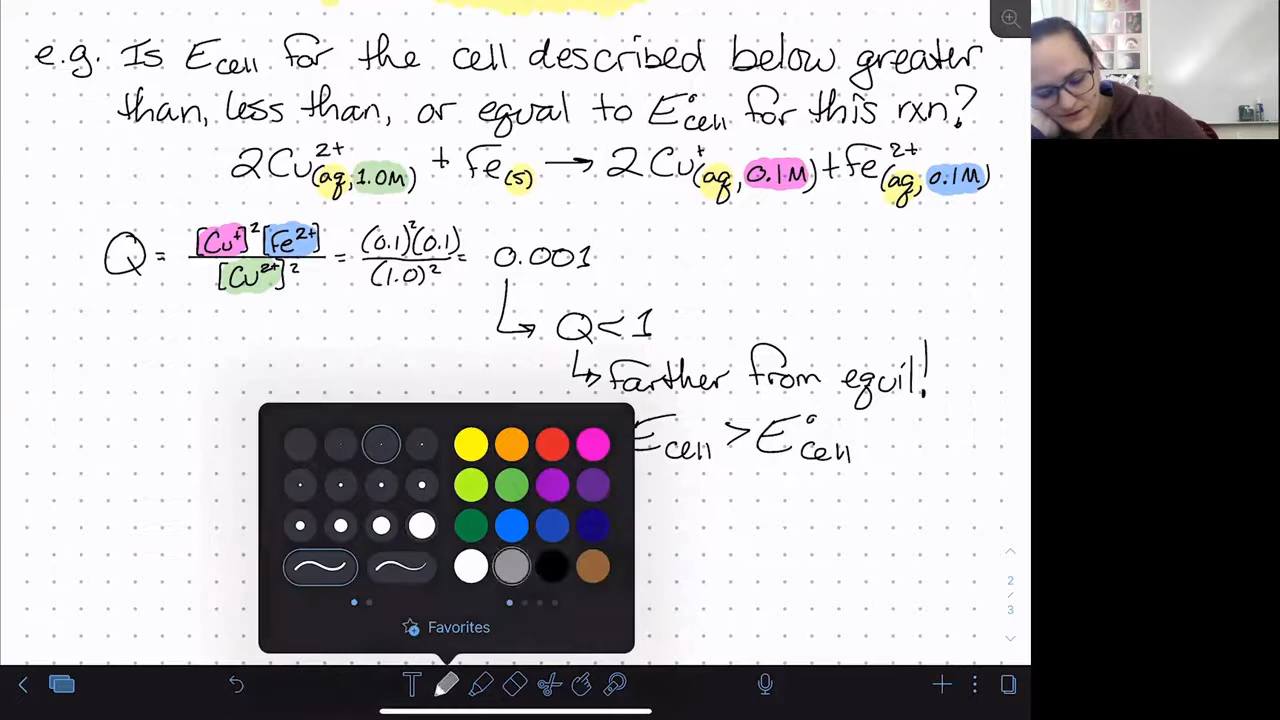 e.g. Is Ecell for the cell described below greater
than, less than, or equal to E°cell for this rxn?
2Cu²⁺(aq, 1.0M) + Fe(s) → 2Cu⁺(aq, 0.1M) + Fe²⁺(aq, 0.1M)
Q = [Cu⁺]²[Fe²⁺] / [Cu²⁺]² = (0.1)²(0.1) / (1.0)² = 0.001
↳ Q < 1
↳ farther from equil!
Ecell > E°cell
Favorites
2
/
3
T